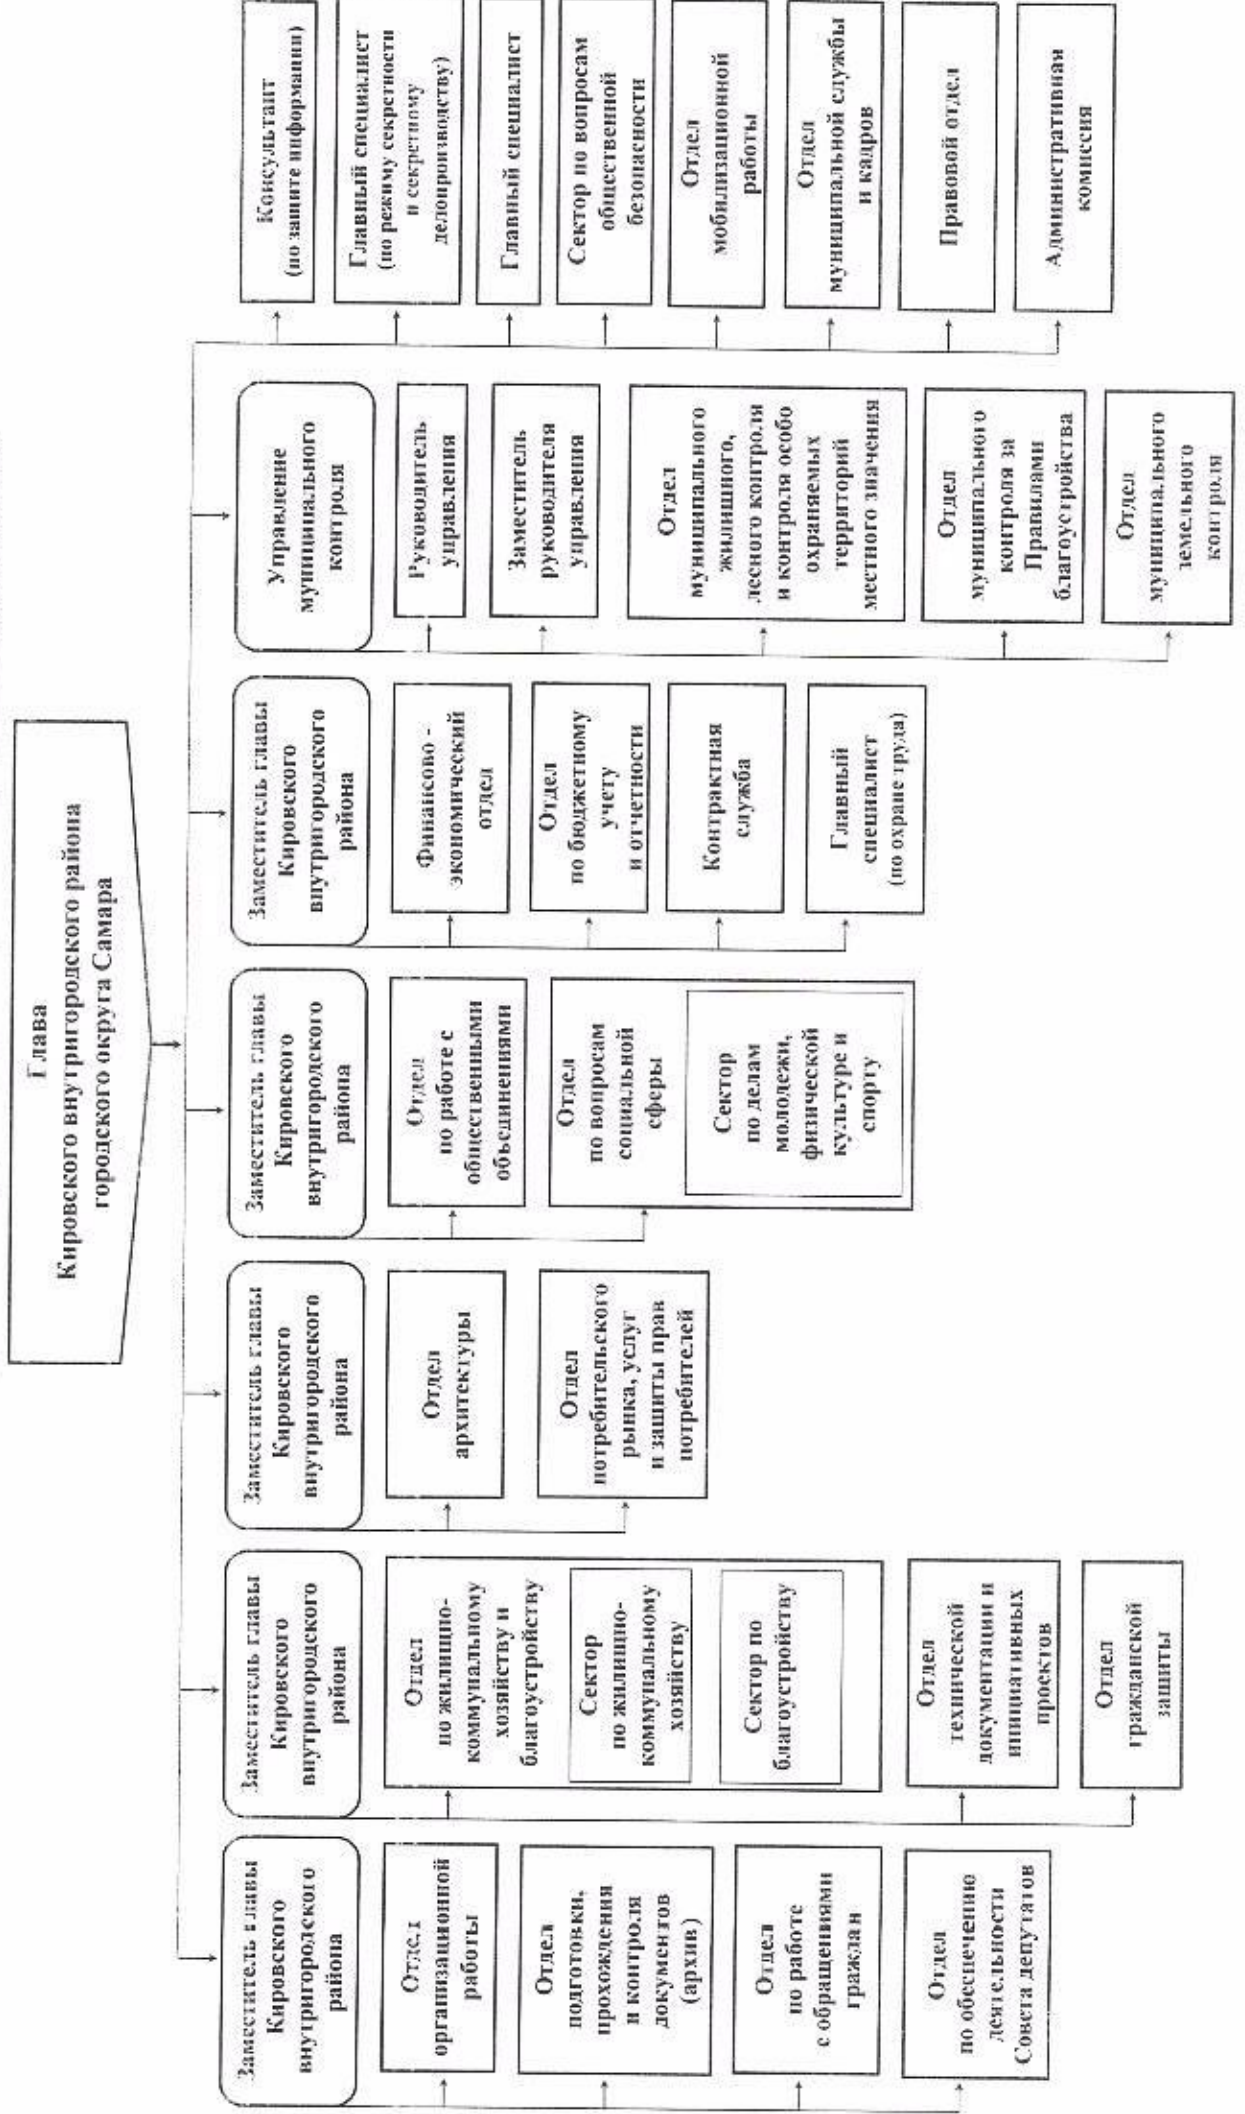 Глава
Кировского внутригородского района
городского округа Самара
Заместитель главы
Кировского
внутригородского
района
Отдел
организационной
работы
Отдел
подготовки,
прохождения
и контроля
документов
(архив)
Отдел
по работе
с обращениями
граждан
Отдел
по обеспечению
деятельности
Совета депутатов
Заместитель главы
Кировского
внутригородского
района
Отдел
по жилищно-
коммунальному
хозяйству и
благоустройству
Сектор
по жилищно-
коммунальному
хозяйству
Сектор по
благоустройству
Отдел
технической
документации и
инициативных
проектов
Отдел
гражданской
защиты
Заместитель главы
Кировского
внутригородского
района
Отдел
архитектуры
Отдел
потребительского
рынка, услуг
и защиты прав
потребителей
Заместитель главы
Кировского
внутригородского
района
Отдел
по работе с
общественными
объединениями
Отдел
по вопросам
социальной
сферы
Сектор
по делам
молодежи,
физической
культуре и
спорту
Заместитель главы
Кировского
внутригородского
района
Финансово -
экономический
отдел
Отдел
по бюджетному
учету
и отчетности
Контрактная
служба
Главный
специалист
(по охране труда)
Управление
муниципального
контроля
Руководитель
управления
Заместитель
руководителя
управления
Отдел
муниципального
жилищного,
лесного контроля
и контроля особо
охраняемых
территорий
местного значения
Отдел
муниципального
контроля за
Правилами
благоустройства
Отдел
муниципального
земельного
контроля
Консультант
(по защите информации)
Главный специалист
(по режиму секретности
и секретному
делопроизводству)
Главный специалист
Сектор по вопросам
общественной
безопасности
Отдел
мобилизационной
работы
Отдел
муниципальной службы
и кадров
Правовой отдел
Административная
комиссия